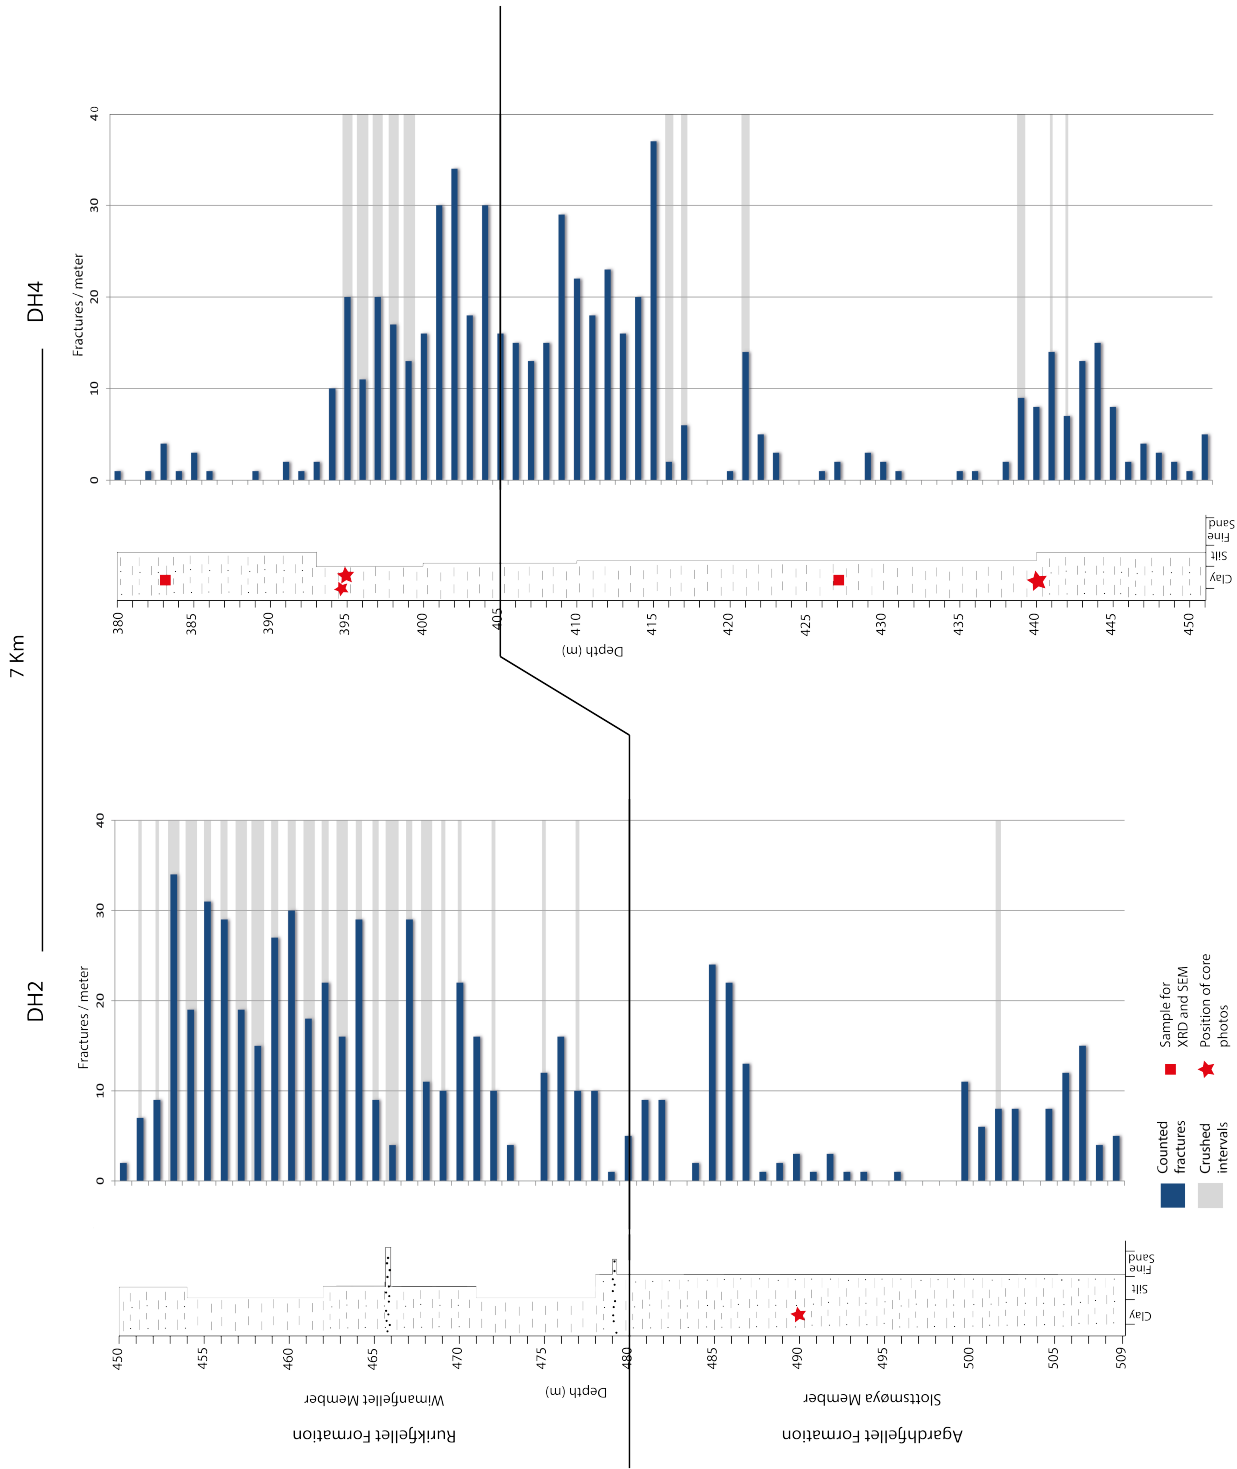 7 Km
DH4
Fractures / meter
0
10
20
30
40
Depth (m)
380
385
390
395
400
405
410
415
420
425
430
435
440
445
450
Clay
Silt
Fine
Sand
DH2
Fractures / meter
0
10
20
30
40
Depth (m)
450
455
460
465
470
475
480
485
490
495
500
505
509
Clay
Silt
Fine
Sand
Wimanfjellet Member
Rurikfjellet Formation
Slottsmøya Member
Agardhfjellet Formation
Counted
fractures
Crushed
intervals
Sample for
XRD and SEM
Position of core
photos